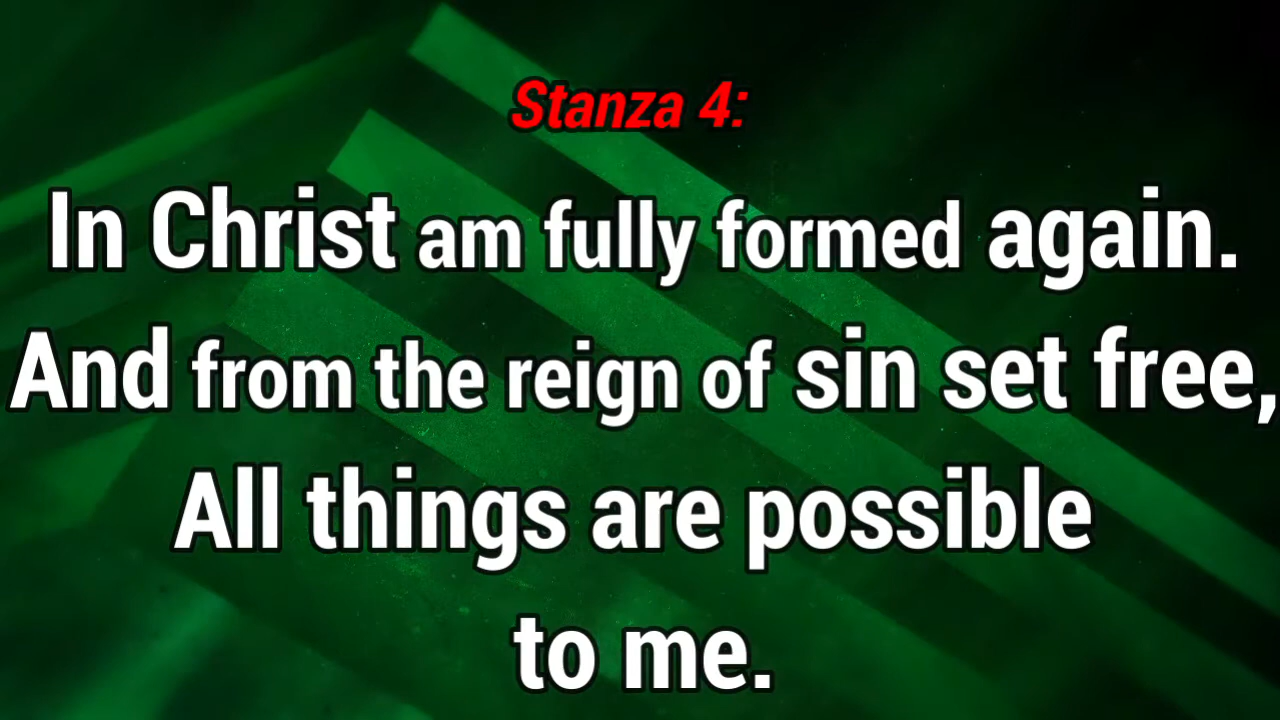 Stanza 4:
In Christ am fully formed again.
And from the reign of sin set free,
All things are possible
to me.